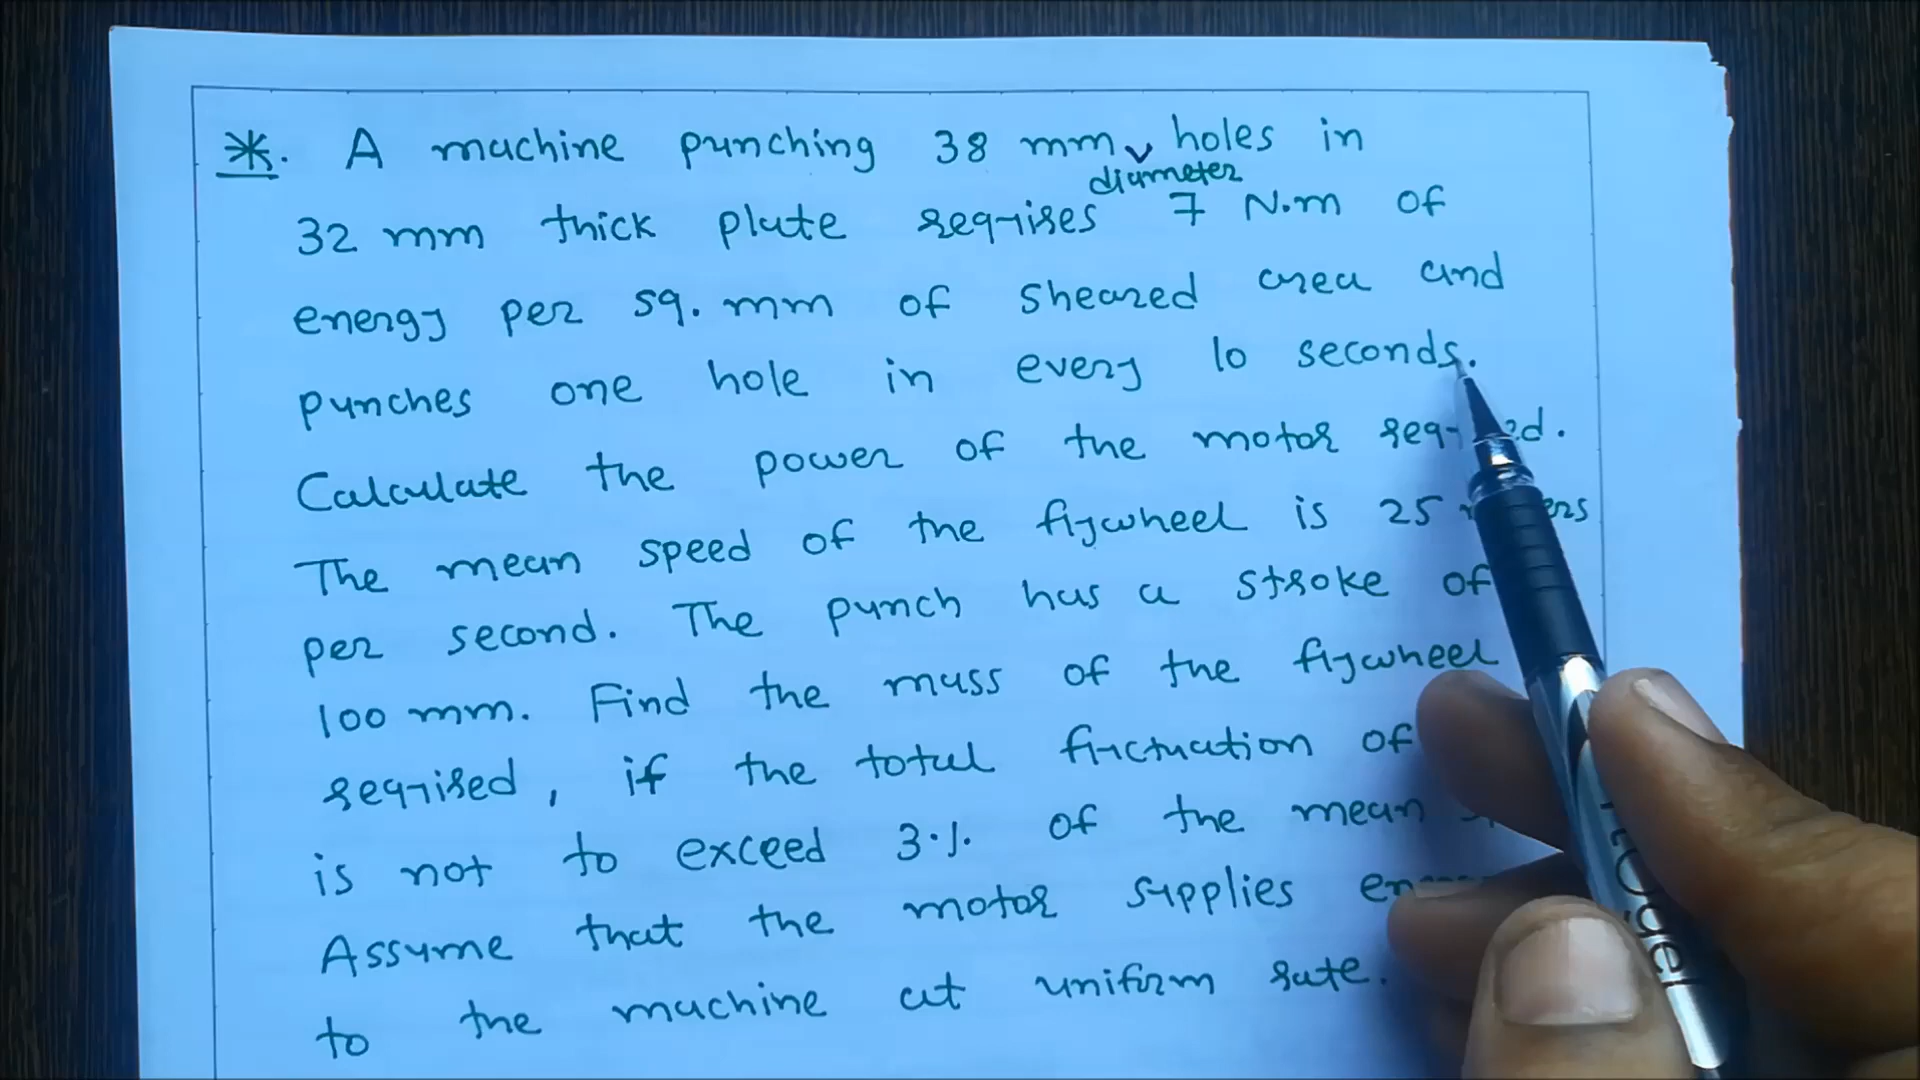 *. A machine punching 38 mm holes in
diameter
32 mm thick plate requires 7 N.m of
energy per sq. mm of sheared area and
punches one hole in every 10 seconds.
Calculate the power of the motor
The mean speed of the flywheel is 25
per second. The punch has a stroke of
100 mm. Find the mass of the flywheel
required, if the total fluctuation of
is not to exceed 3% of the mean
Assume that the motor supplies
to the machine at uniform rate.